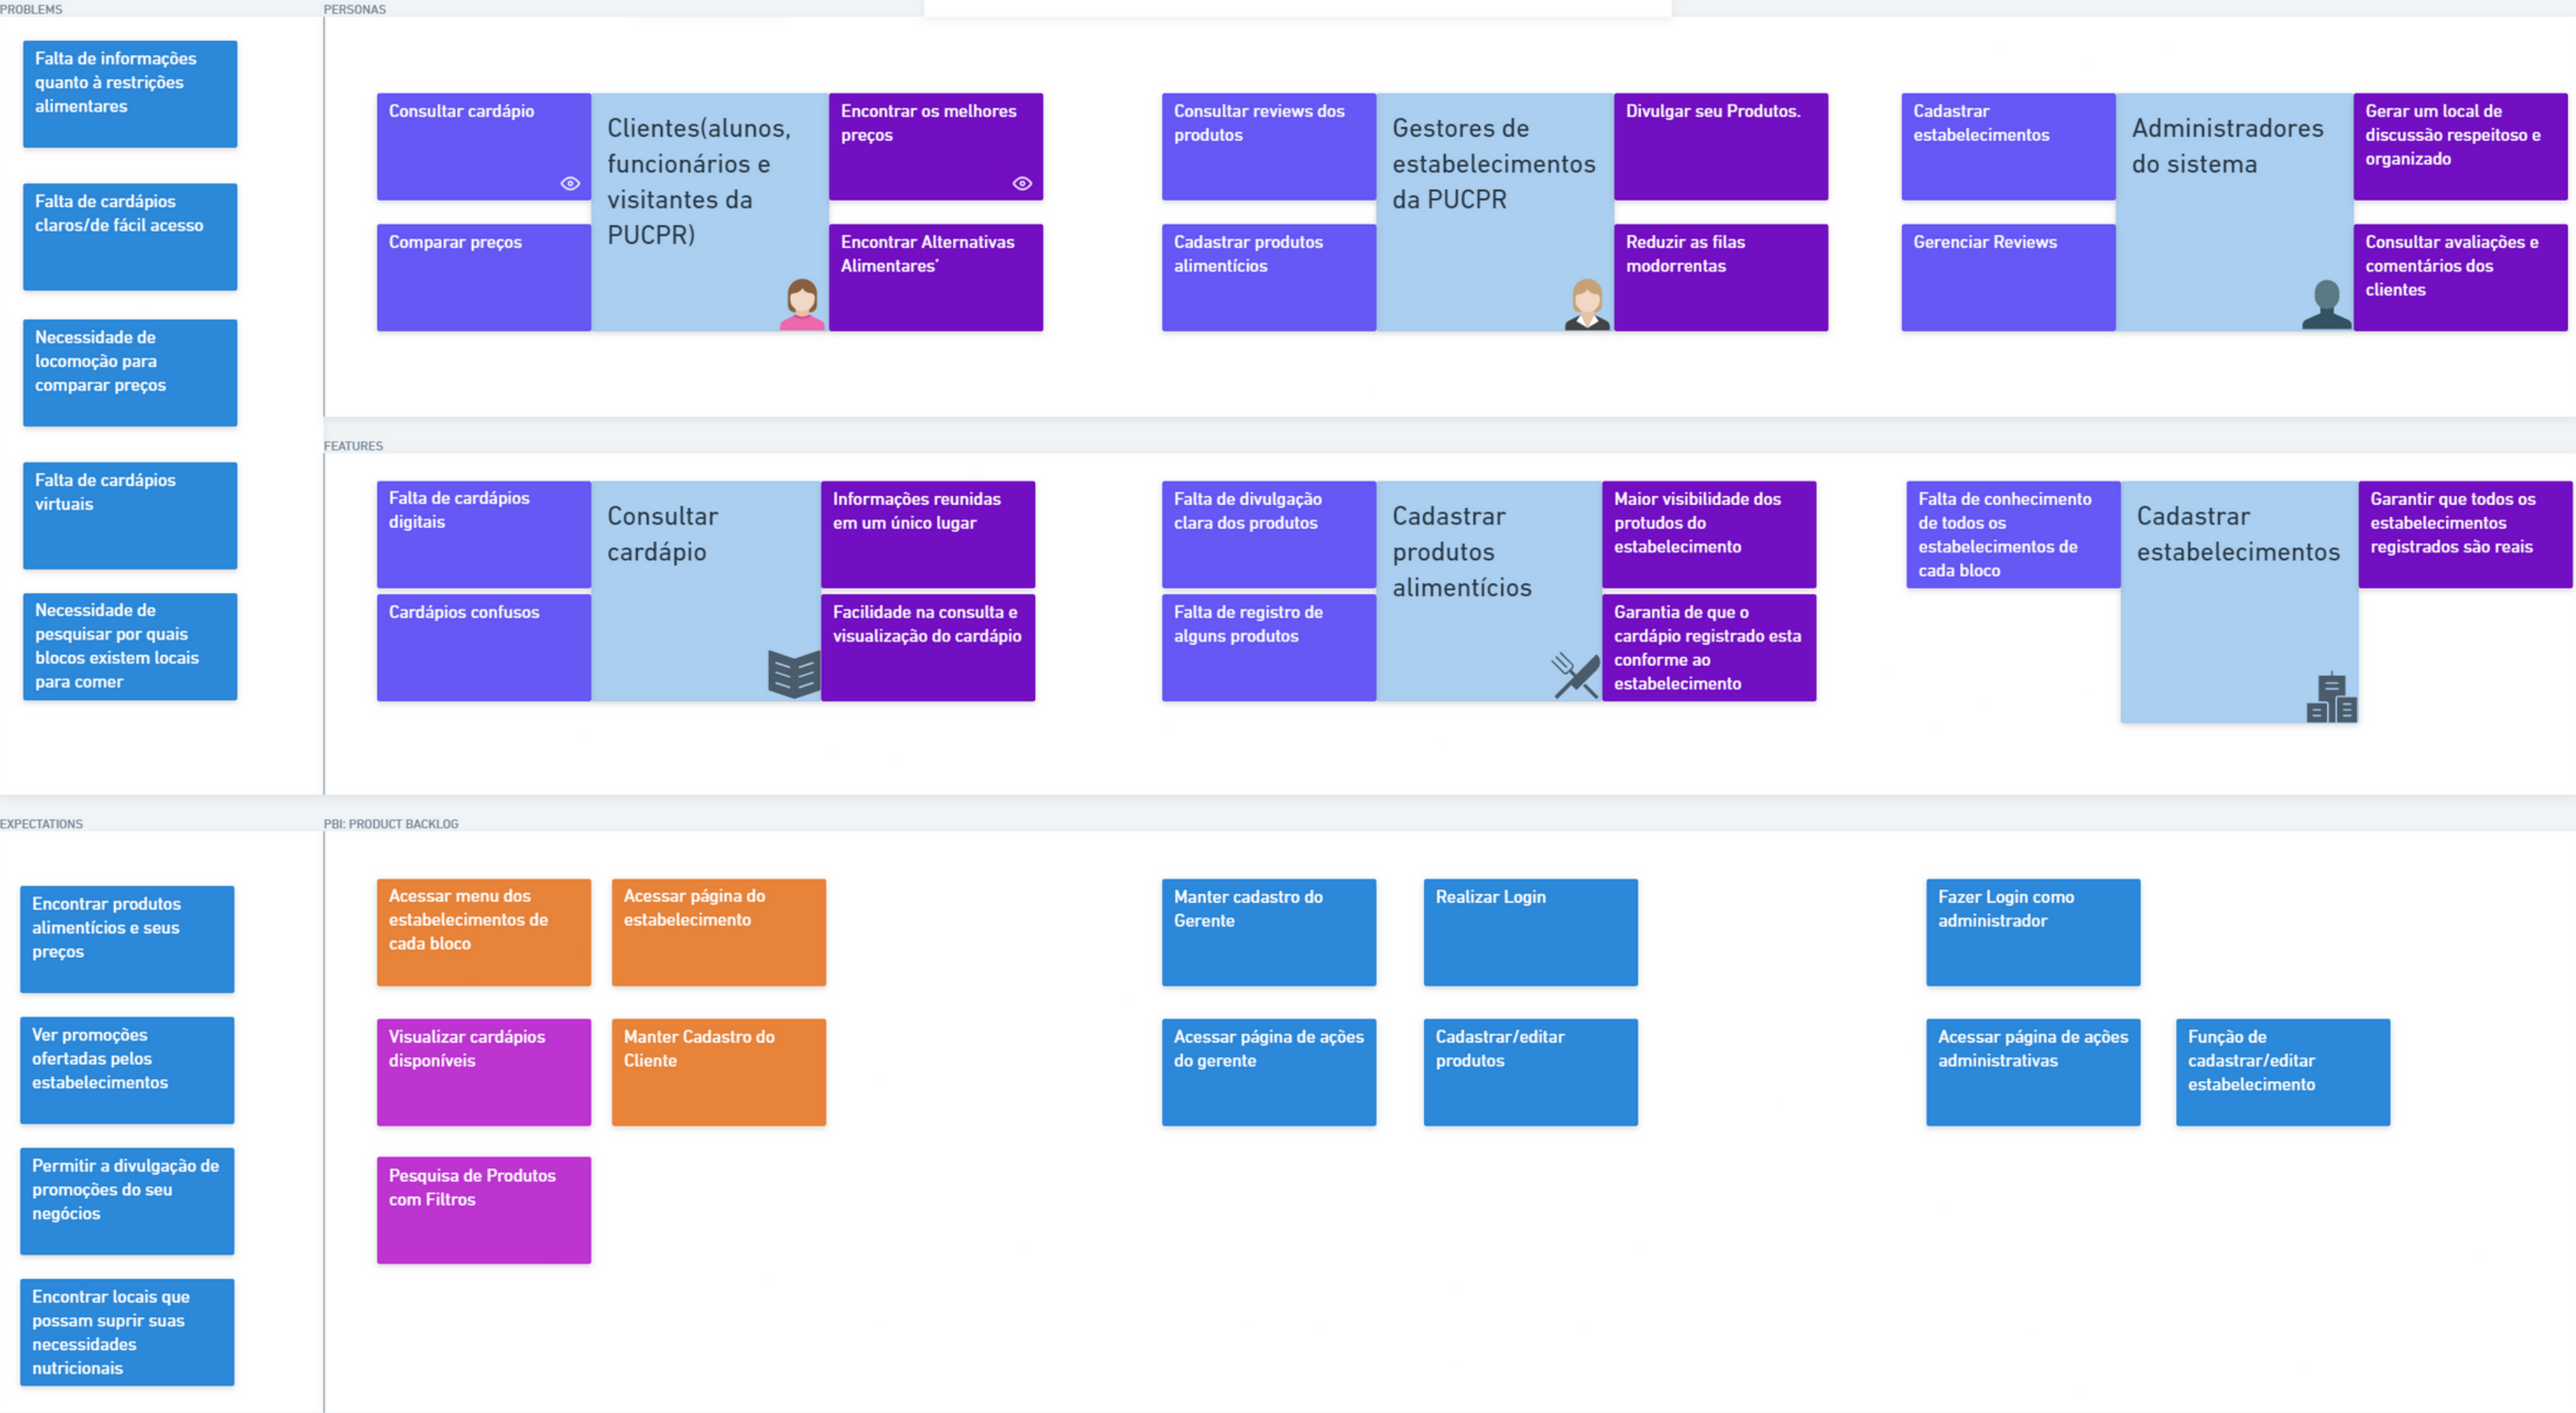 PROBLEMS
Falta de informações
quanto à restrições
alimentares
Falta de cardápios
claros/de fácil acesso
Necessidade de
locomoção para
comparar preços
Falta de cardápios
virtuais
Necessidade de
pesquisar por quais
blocos existem locais
para comer
PERSONAS
Consultar cardápio
Comparar preços
Clientes(alunos,
funcionários e
visitantes da
PUCPR)
Encontrar os melhores
preços
Encontrar Alternativas
Alimentares´
Consultar reviews dos
produtos
Cadastrar produtos
alimentícios
Gestores de
estabelecimentos
da PUCPR
Divulgar seu Produtos.
Reduzir as filas
modorrentas
Cadastrar
estabelecimentos
Gerenciar Reviews
Administradores
do sistema
Gerar um local de
discussão respeitoso e
organizado
Consultar avaliações e
comentários dos
clientes
FEATURES
Falta de cardápios
digitais
Cardápios confusos
Consultar
cardápio
Informações reunidas
em um único lugar
Facilidade na consulta e
visualização do cardápio
Falta de divulgação
clara dos produtos
Falta de registro de
alguns produtos
Cadastrar
produtos
alimentícios
Maior visibilidade dos
protudos do
estabelecimento
Garantia de que o
cardápio registrado esta
conforme ao
estabelecimento
Falta de conhecimento
de todos os
estabelecimentos de
cada bloco
Cadastrar
estabelecimentos
Garantir que todos os
estabelecimentos
registrados são reais
EXPECTATIONS
Encontrar produtos
alimentícios e seus
preços
Ver promoções
ofertadas pelos
estabelecimentos
Permitir a divulgação de
promoções do seu
negócios
Encontrar locais que
possam suprir suas
necessidades
nutricionais
PBI: PRODUCT BACKLOG
Acessar menu dos
estabelecimentos de
cada bloco
Acessar página do
estabelecimento
Visualizar cardápios
disponíveis
Manter Cadastro do
Cliente
Pesquisa de Produtos
com Filtros
Manter cadastro do
Gerente
Realizar Login
Acessar página de ações
do gerente
Cadastrar/editar
produtos
Fazer Login como
administrador
Acessar página de ações
administrativas
Função de
cadastrar/editar
estabelecimento